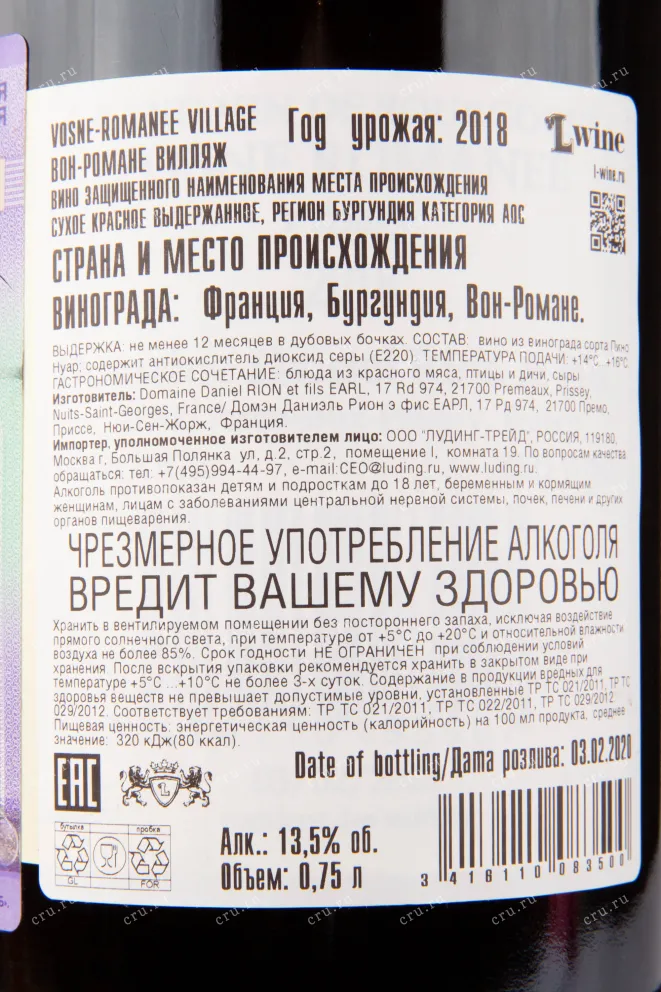 VOSNE-ROMANEE VILLAGE
Год урожая: 2018
Lwine
l-wine.ru
ВОН-РОМАНЕ ВИЛЛЯЖ
ВИНО ЗАЩИЩЕННОГО НАИМЕНОВАНИЯ МЕСТА ПРОИСХОЖДЕНИЯ
СУХОЕ КРАСНОЕ ВЫДЕРЖАННОЕ, РЕГИОН БУРГУНДИЯ КАТЕГОРИЯ АОС
СТРАНА И МЕСТО ПРОИСХОЖДЕНИЯ
ВИНОГРАДА: Франция, Бургундия, Вон-Романе.
ВЫДЕРЖКА: не менее 12 месяцев в дубовых бочках. СОСТАВ: вино из винограда сорта Пино
Нуар; содержит антиокислитель диоксид серы (Е220). ТЕМПЕРАТУРА ПОДАЧИ: +14°С...+16°С
ГАСТРОНОМИЧЕСКОЕ СОЧЕТАНИЕ: блюда из красного мяса, птицы и дичи, сыры
Изготовитель: Domaine Daniel RION et fils EARL, 17 Rd 974, 21700 Premeaux, Prissey,
Nuits-Saint-Georges, France/ Домэн Даниэль Рион э фис ЕАРЛ, 17 Рд 974, 21700 Премо,
Приссе, Нюи-Сен-Жорж, Франция.
Импортер, уполномоченное изготовителем лицо: ООО "ЛУДИНГ-ТРЕЙД", РОССИЯ, 119180,
Москва г, Большая Полянка ул, д.2, стр.2, помещение I, комната 19. По вопросам качества
обращаться: тел: +7(495)994-44-97, e-mail:CEO@luding.ru, www.luding.ru.
Алкоголь противопоказан детям и подросткам до 18 лет, беременным и кормящим
женщинам, лицам с заболеваниями центральной нервной системы, почек, печени и других
органов пищеварения.
ЧРЕЗМЕРНОЕ УПОТРЕБЛЕНИЕ АЛКОГОЛЯ
ВРЕДИТ ВАШЕМУ ЗДОРОВЬЮ
Хранить в вентилируемом помещении без постороннего запаха, исключая воздействие
прямого солнечного света, при температуре от +5°С до +20°С и относительной влажности
воздуха не более 85%. Срок годности НЕ ОГРАНИЧЕН при соблюдении условий
хранения. После вскрытия упаковки рекомендуется хранить в закрытом виде при
температуре +5°С ...+10°С не более 3-х суток. Содержание в продукции вредных для
здоровья веществ не превышает допустимые уровни, установленные ТР ТС 021/2011, ТР ТС
029/2012. Соответствует требованиям: ТР ТС 021/2011, ТР ТС 022/2011, ТР ТС 029/2012
Пищевая ценность: энергетическая ценность (калорийность) на 100 мл продукта, среднее
значение: 320 кДж(80 ккал).
Date of bottling/Дата розлива: 03.02.2020
ЕАС
L
бутылка пробка
GL FOR
Алк.: 13,5% об.
Объем: 0,75 л
3 416110 083500
cru.ru